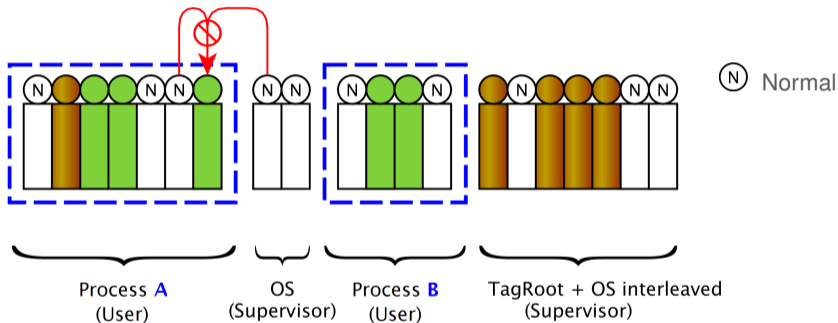 N N N N N N N N N N N
N Normal
Process A
(User)
OS
(Supervisor)
Process B
(User)
TagRoot + OS interleaved
(Supervisor)